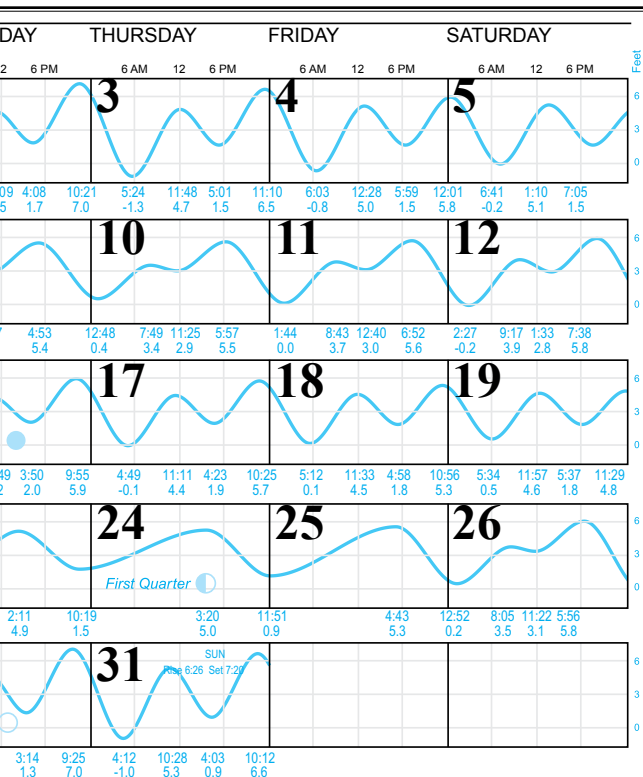 DAY THURSDAY FRIDAY SATURDAY
2 6 PM 6 AM 12 6 PM 6 AM 12 6 PM 6 AM 12 6 PM
Feet
3 4 5
6
3
0
09 4:08 10:21 5:24 11:48 5:01 11:10 6:03 12:28 5:59 12:01 6:41 1:10 7:05
5 1.7 7.0 -1.3 4.7 1.5 6.5 -0.8 5.0 1.5 5.8 -0.2 5.1 1.5
10 11 12
6
3
0
4:53 12:48 7:49 11:25 5:57 1:44 8:43 12:40 6:52 2:27 9:17 1:33 7:38
5.4 0.4 3.4 2.9 5.5 0.0 3.7 3.0 5.6 -0.2 3.9 2.8 5.8
17 18 19
6
3
0
49 3:50 9:55 4:49 11:11 4:23 10:25 5:12 11:33 4:58 10:56 5:34 11:57 5:37 11:29
2 2.0 5.9 -0.1 4.4 1.9 5.7 0.1 4.5 1.8 5.3 0.5 4.6 1.8 4.8
24 25 26
6
3
First Quarter
0
2:11 10:19 3:20 11:51 4:43 12:52 8:05 11:22 5:56
4.9 1.5 5.0 0.9 5.3 0.2 3.5 3.1 5.8
31 SUN
6
Rise 6:26 Set 7:20
3
0
3:14 9:25 4:12 10:28 4:03 10:12
1.3 7.0 -1.0 5.3 0.9 6.6